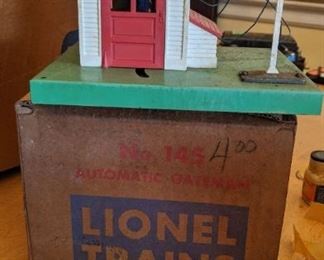 No. 145 4 00
AUTOMATIC GATEMAN
LIONEL
TRAINS